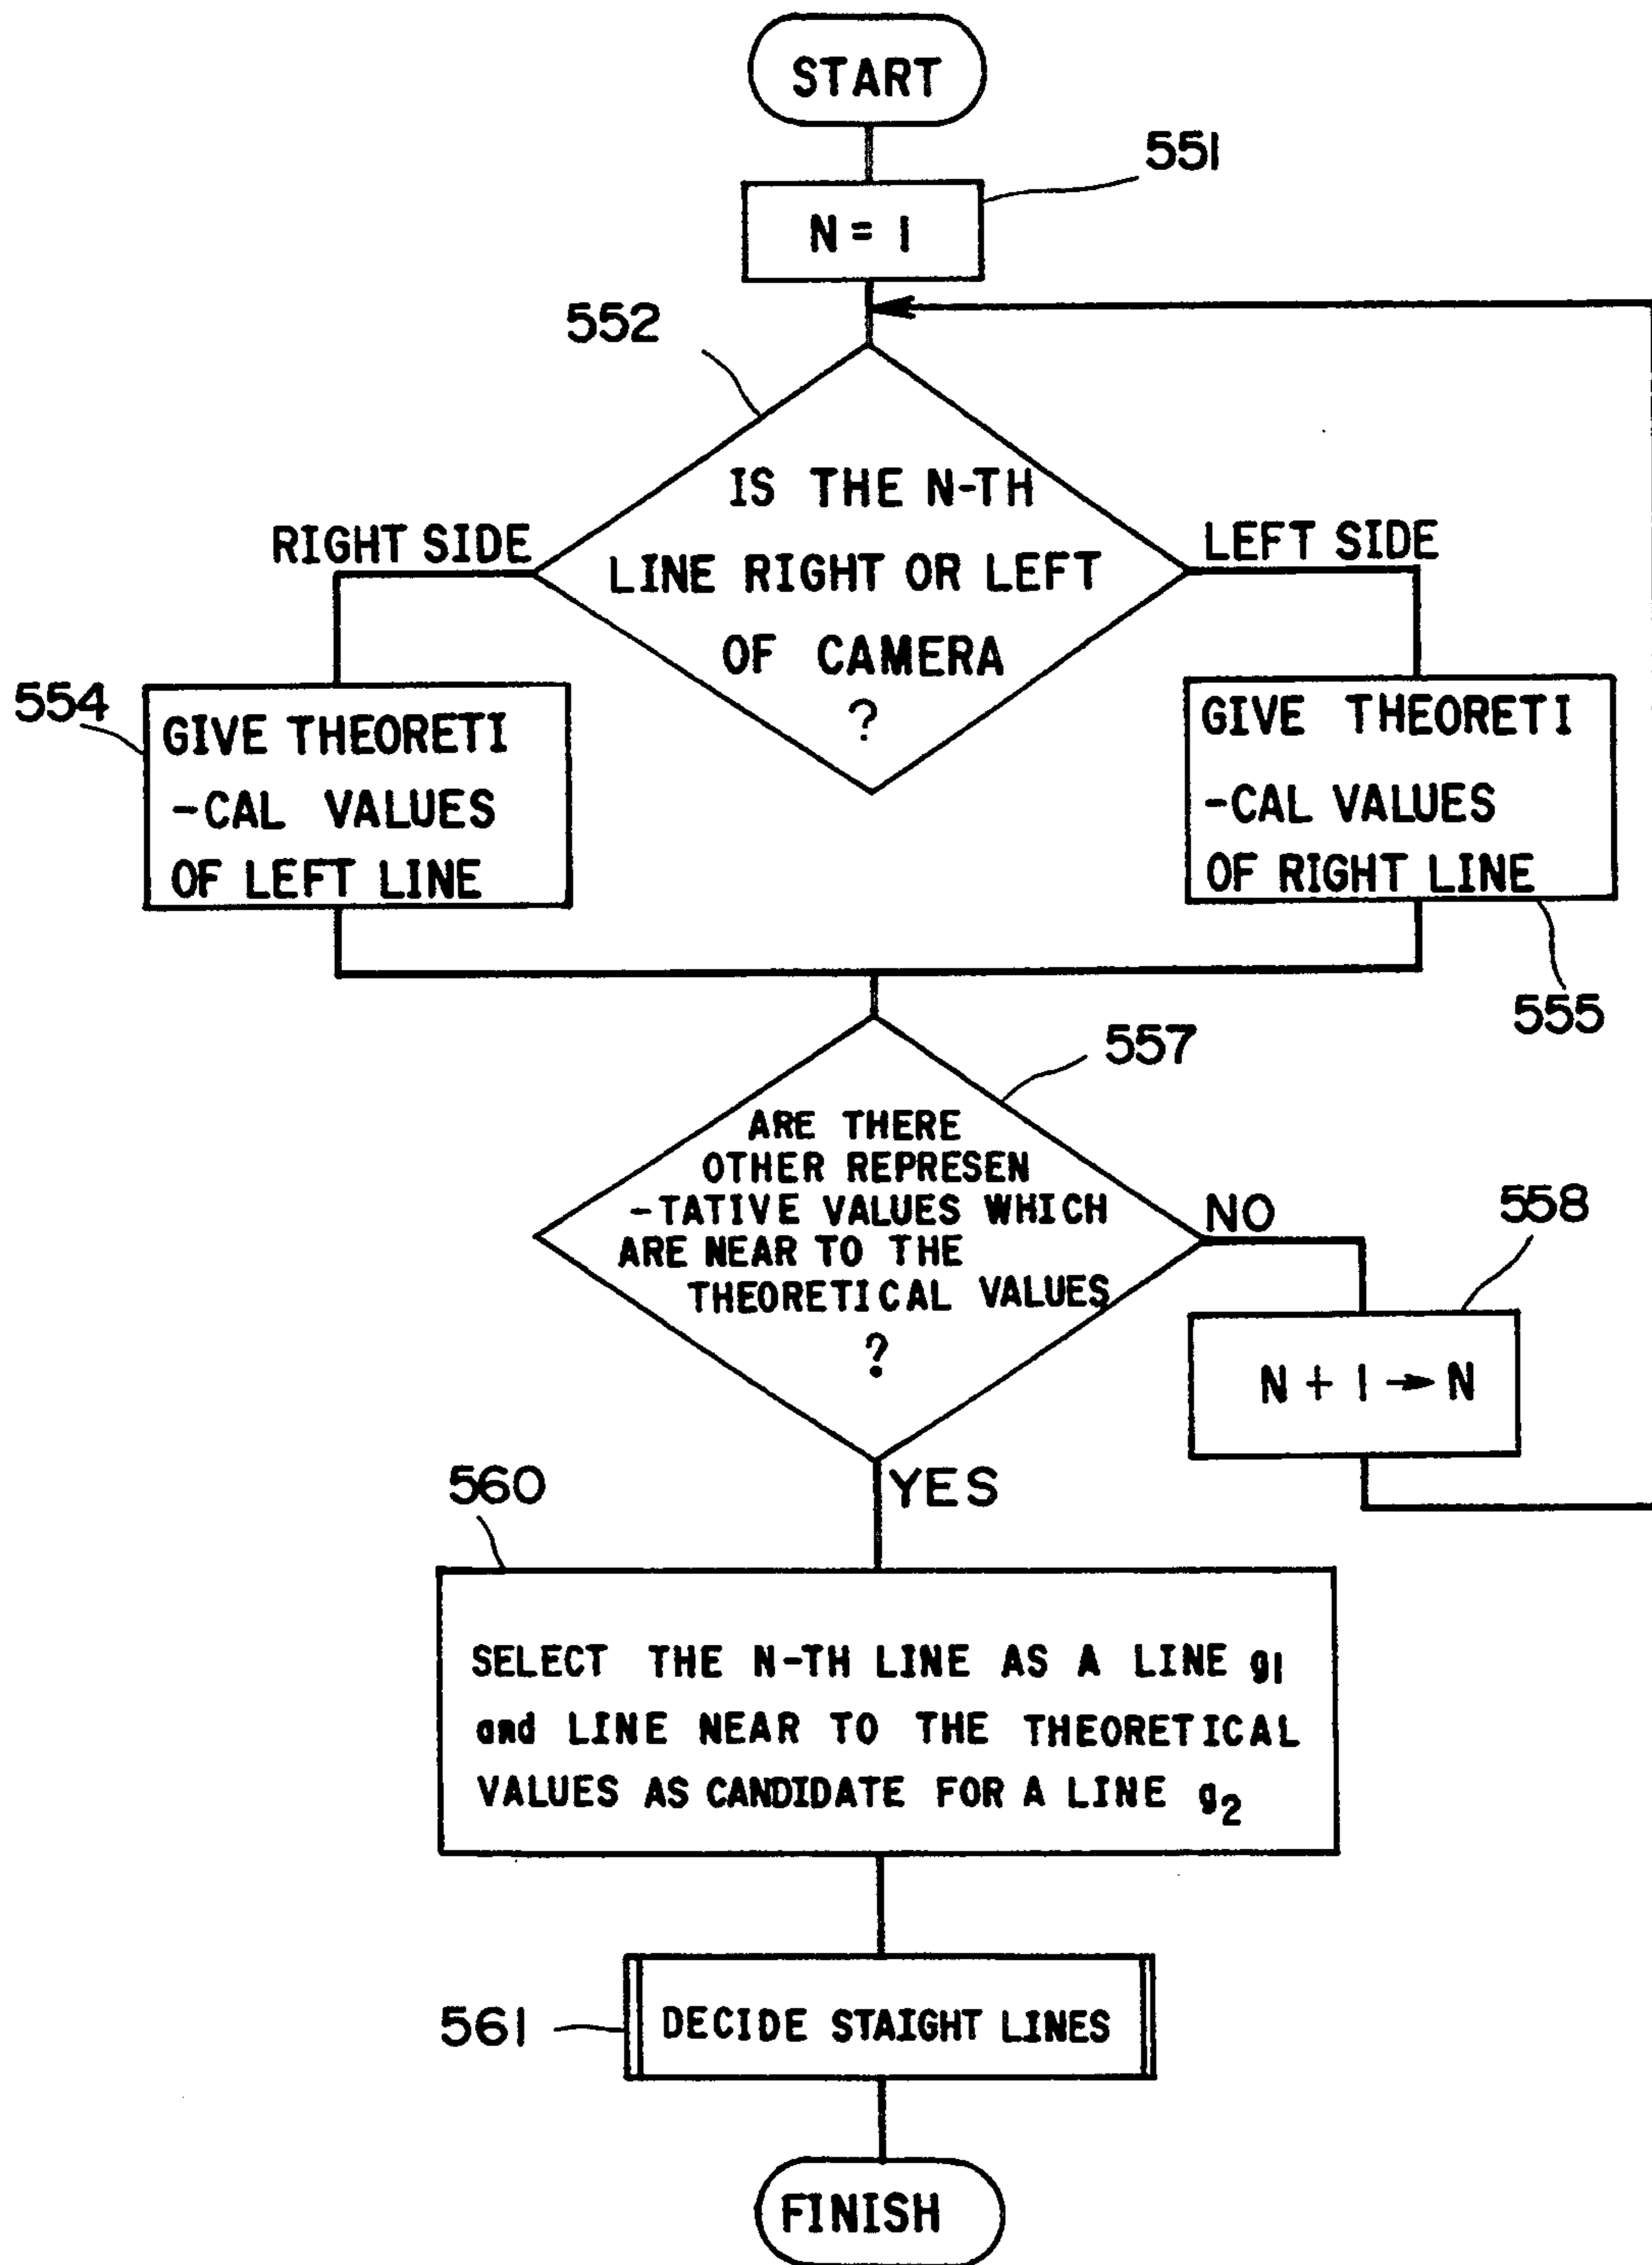 START
551
N = 1
552
IS THE N-TH
LINE RIGHT OR LEFT
OF CAMERA
?
RIGHT SIDE
LEFT SIDE
554
GIVE THEORETI
-CAL VALUES
OF LEFT LINE
GIVE THEORETI
-CAL VALUES
OF RIGHT LINE
555
557
ARE THERE
OTHER REPRESEN
-TATIVE VALUES WHICH
ARE NEAR TO THE
THEORETICAL VALUES
?
NO
558
N + 1 → N
YES
560
SELECT THE N-TH LINE AS A LINE g1
and LINE NEAR TO THE THEORETICAL
VALUES AS CANDIDATE FOR A LINE g2
561
DECIDE STAIGHT LINES
FINISH